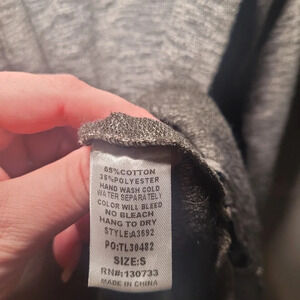 65%COTTON
35%POLYESTER
HAND WASH COLD
WATER SEPARATELY
COLOR WILL BLEED
NO BLEACH
HANG TO DRY
STYLE:A3692
PO:TL30482
SIZE:S
RN#:130733
MADE IN CHINA